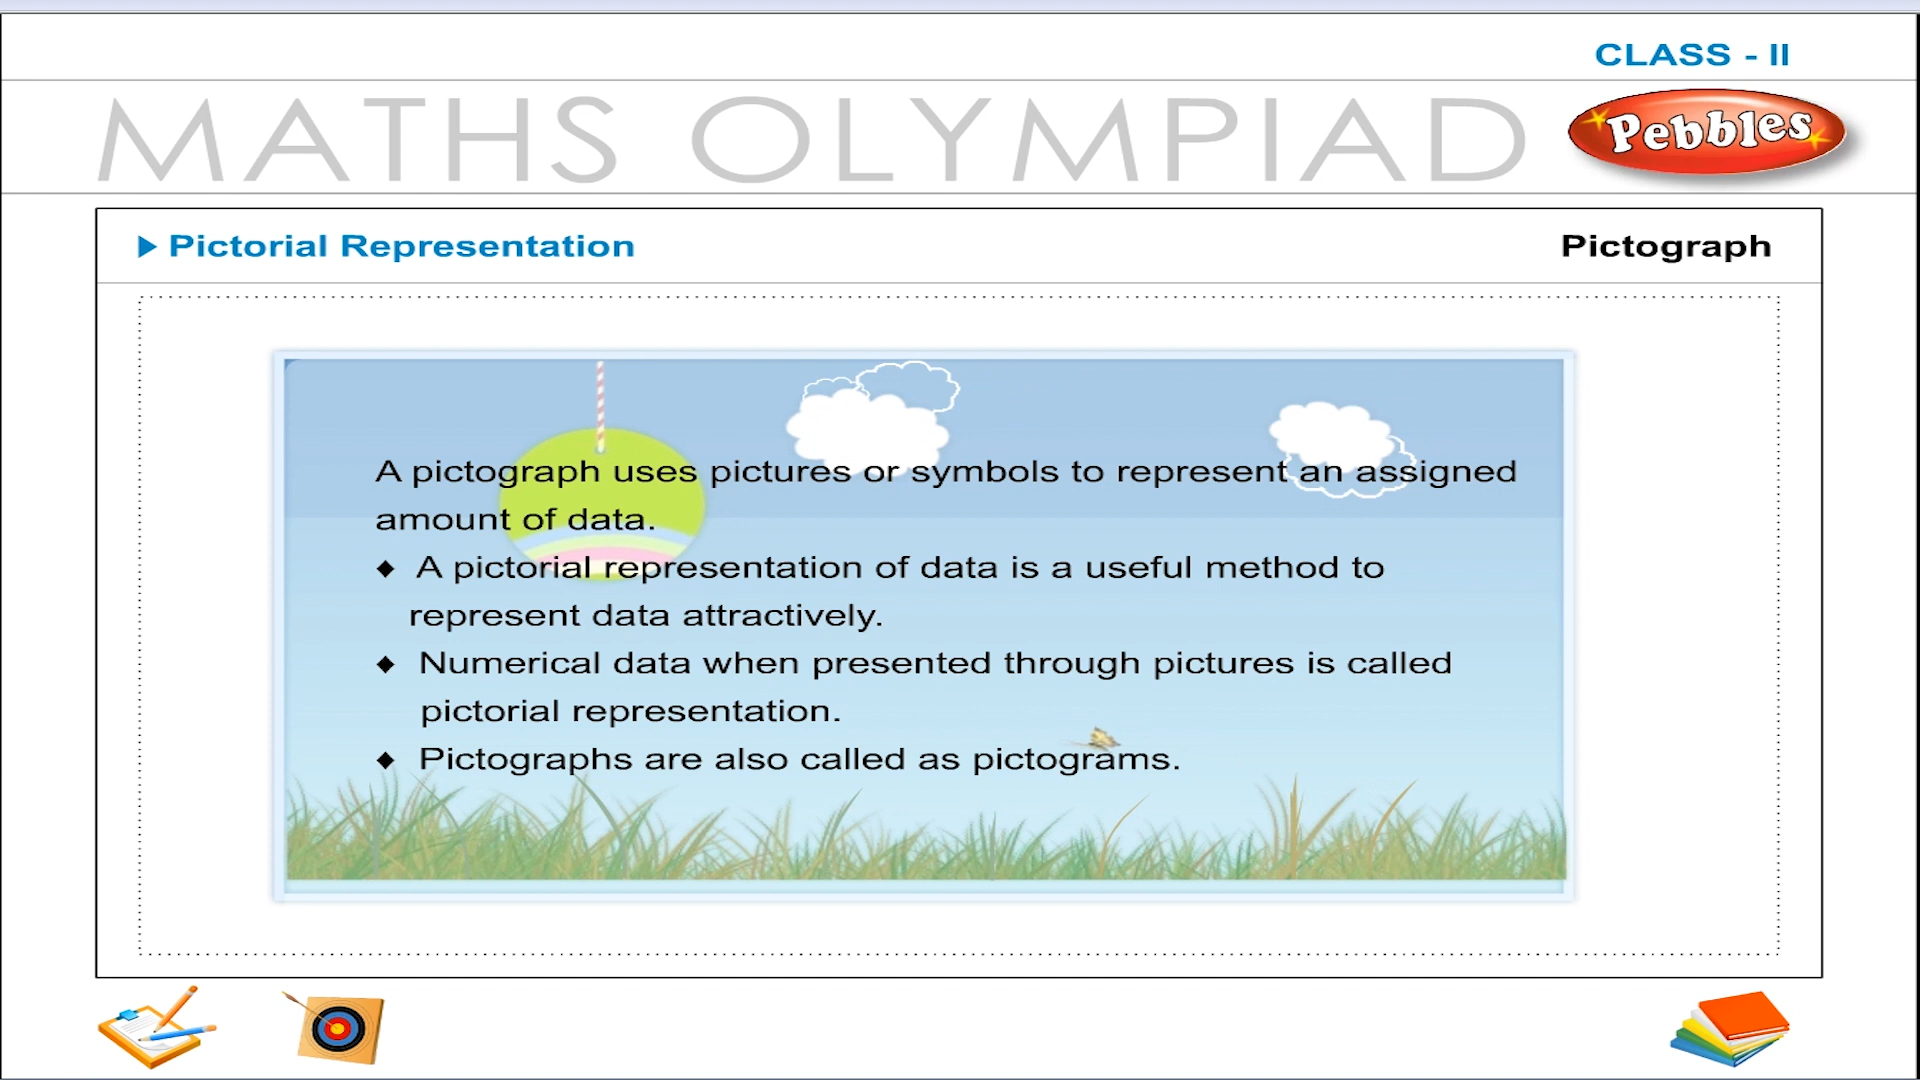 CLASS - II
MATHS OLYMPIAD
Pebbles
Pictorial Representation
Pictograph
A pictograph uses pictures or symbols to represent an assigned
amount of data.
◆ A pictorial representation of data is a useful method to
represent data attractively.
◆ Numerical data when presented through pictures is called
pictorial representation.
◆ Pictographs are also called as pictograms.